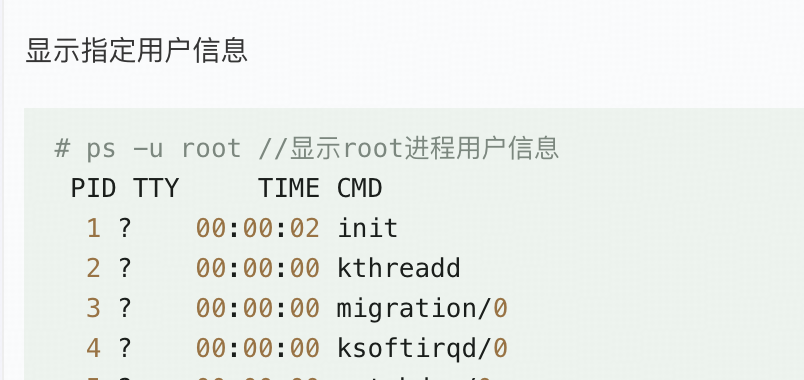 显示指定用户信息
# ps -u root //显示root进程用户信息
PID TTY TIME CMD
1 ? 00:00:02 init
2 ? 00:00:00 kthreadd
3 ? 00:00:00 migration/0
4 ? 00:00:00 ksoftirqd/0